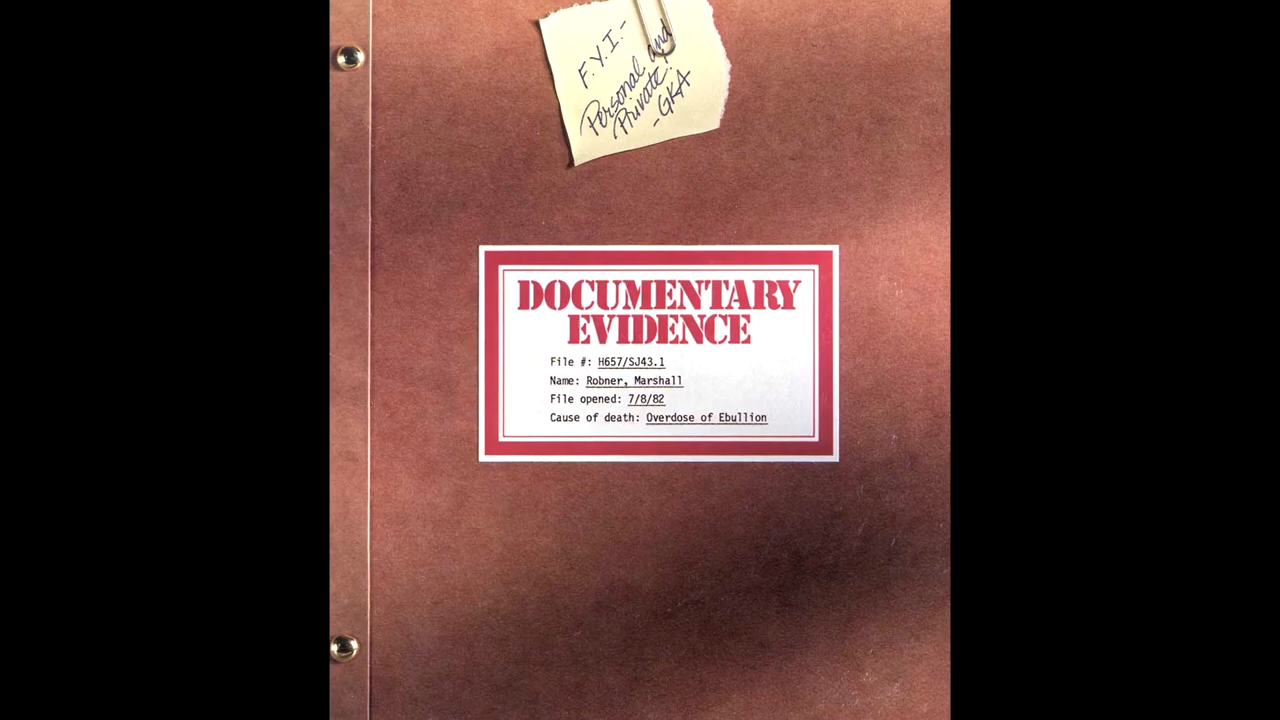 F.Y.I.-
Personal and
Private!
-GKA
DOCUMENTARY
EVIDENCE
File #: H657/SJ43.1
Name: Robner, Marshall
File opened: 7/8/82
Cause of death: Overdose of Ebullion